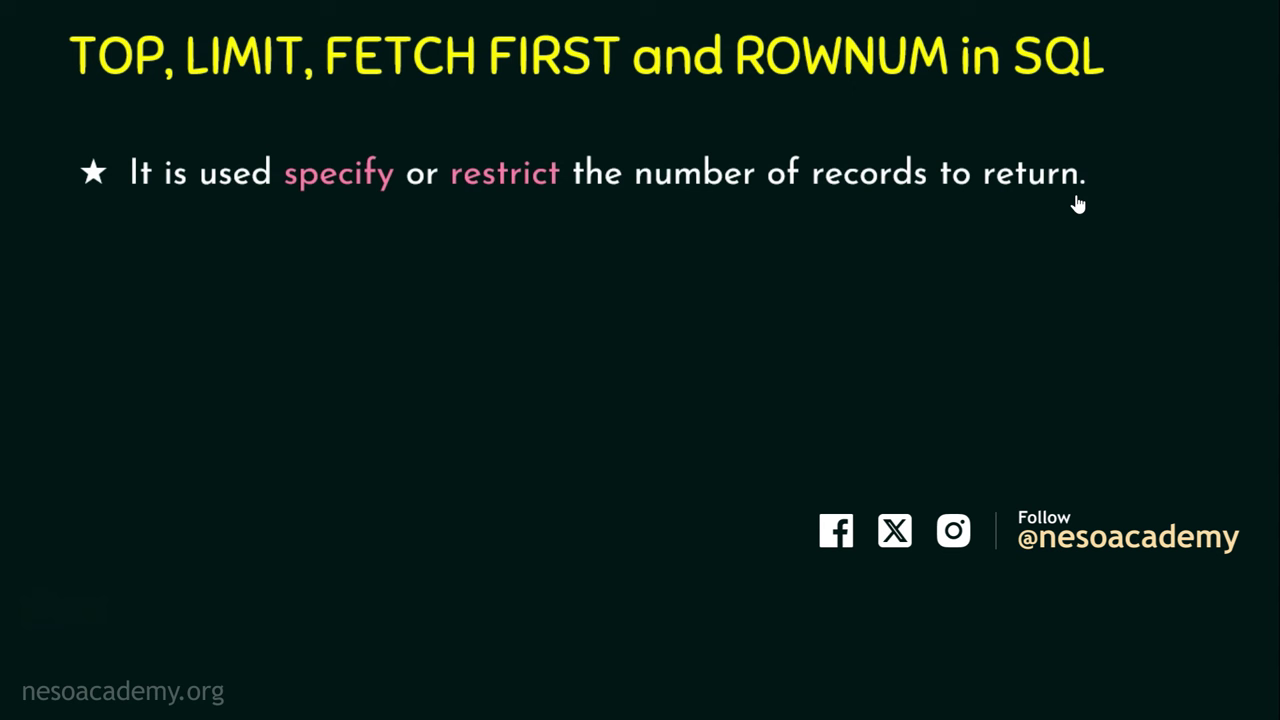 TOP, LIMIT, FETCH FIRST and ROWNUM in SQL
★ It is used specify or restrict the number of records to return.
Follow
@nesoacademy
nesoacademy.org